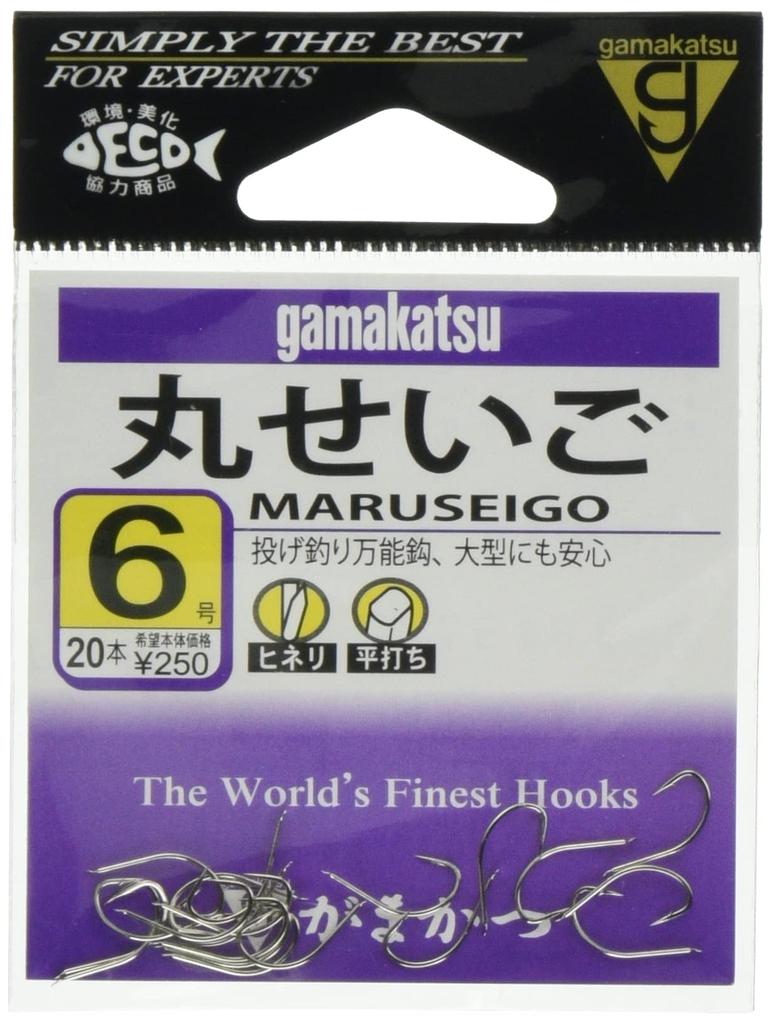 SIMPLY THE BEST
FOR EXPERTS
gamakatsu
環境・美化
ECO
協力商品
gamakatsu
丸せいご
MARUSEIGO
投げ釣り万能鈎、大型にも安心
6号
20本
希望本体価格
¥250
ヒネリ
平打ち
The World's Finest Hooks
がまかつ